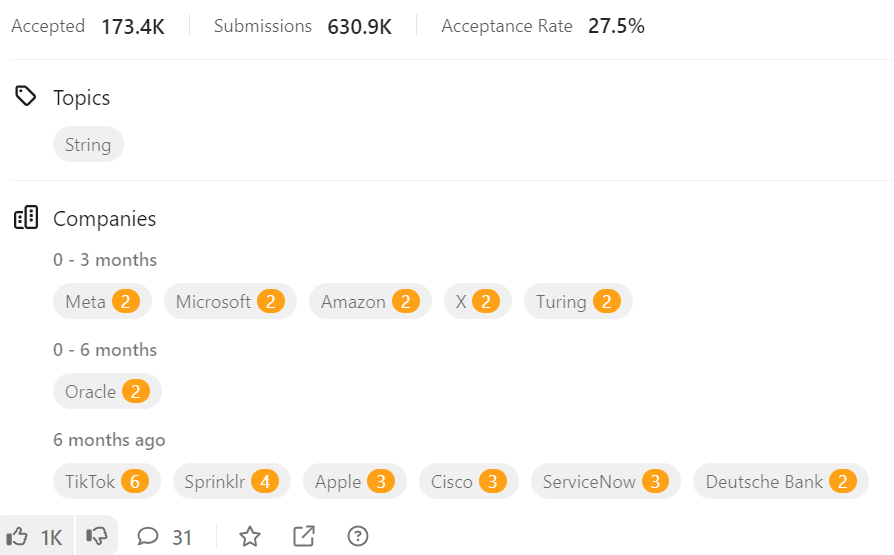 Accepted 173.4K Submissions 630.9K Acceptance Rate 27.5%
Topics
String
Companies
0 - 3 months
Meta 2 Microsoft 2 Amazon 2 X 2 Turing 2
0 - 6 months
Oracle 2
6 months ago
TikTok 6 Sprinklr 4 Apple 3 Cisco 3 ServiceNow 3 Deutsche Bank 2
1K 31 ?